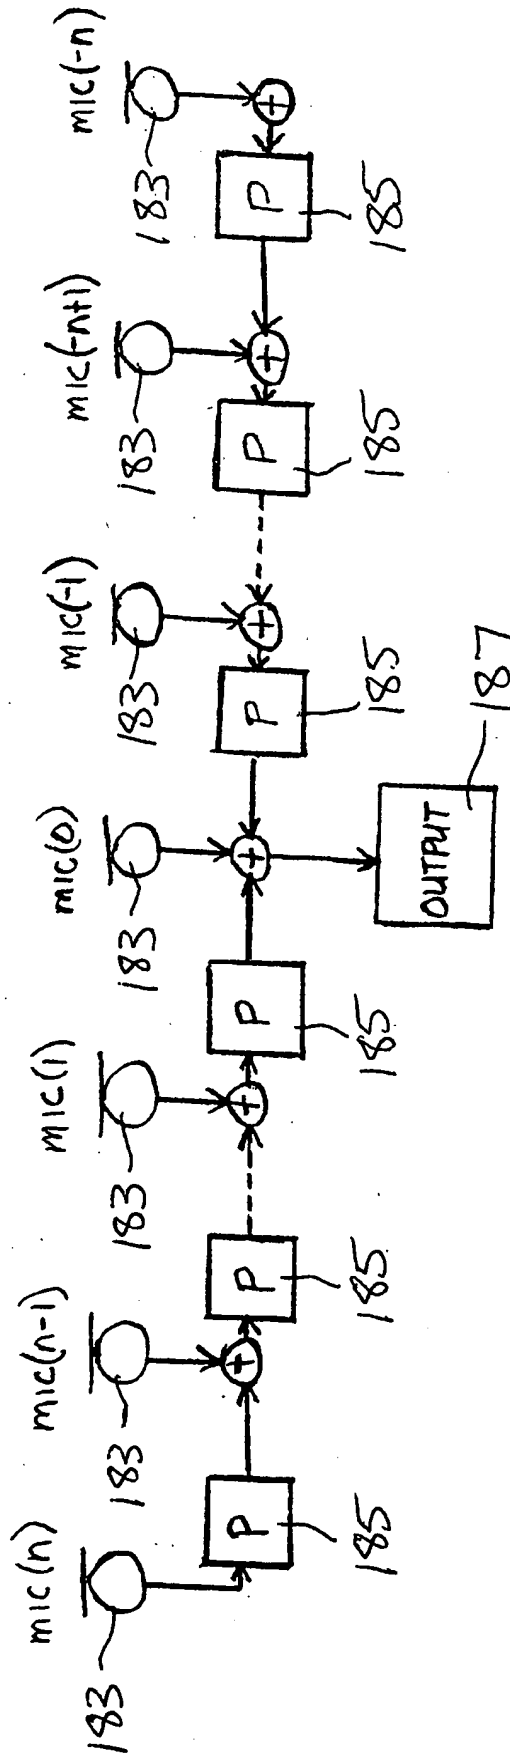 mic(n) mic(n-1) mic(1) mic(0) mic(-1) mic(-n+1) mic(-n)
183 183 183 183 183 183 183
+ + + + + +
P P P P P P
185 185 185 185 185 185
OUTPUT
187